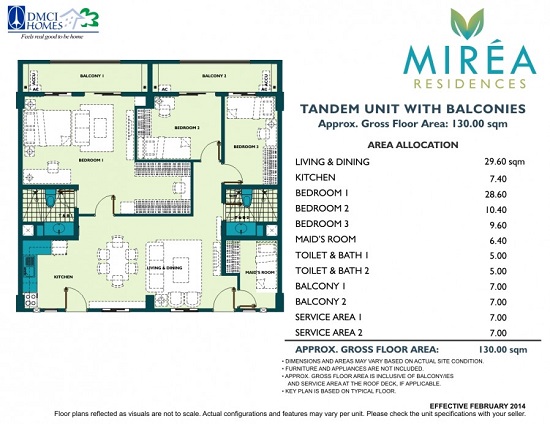 DMCI
HOMES
Feels real good to be home
MIRÉA
RESIDENCES
TANDEM UNIT WITH BALCONIES
Approx. Gross Floor Area: 130.00 sqm
AREA ALLOCATION
LIVING & DINING 29.60 sqm
KITCHEN 7.40
BEDROOM 1 28.60
BEDROOM 2 10.40
BEDROOM 3 9.60
MAID'S ROOM 6.40
TOILET & BATH 1 5.00
TOILET & BATH 2 5.00
BALCONY 1 7.00
BALCONY 2 7.00
SERVICE AREA 1 7.00
SERVICE AREA 2 7.00
APPROX. GROSS FLOOR AREA: 130.00 sqm
• DIMENSIONS AND AREAS MAY VARY BASED ON ACTUAL SITE CONDITION.
• FURNITURE AND APPLIANCES ARE NOT INCLUDED.
• APPROX. GROSS FLOOR AREA IS INCLUSIVE OF BALCONY/IES
AND SERVICE AREA AT THE ROOF DECK, IF APPLICABLE.
• KEY PLAN IS BASED ON TYPICAL FLOOR.
BALCONY 1
BALCONY 2
AC
AC
BEDROOM 1
BEDROOM 2
BEDROOM 3
KITCHEN
LIVING & DINING
MAID'S ROOM
EFFECTIVE FEBRUARY 2014
Floor plans reflected as visuals are not to scale. Actual configurations and features may vary per unit. Please check the unit specifications with your seller.